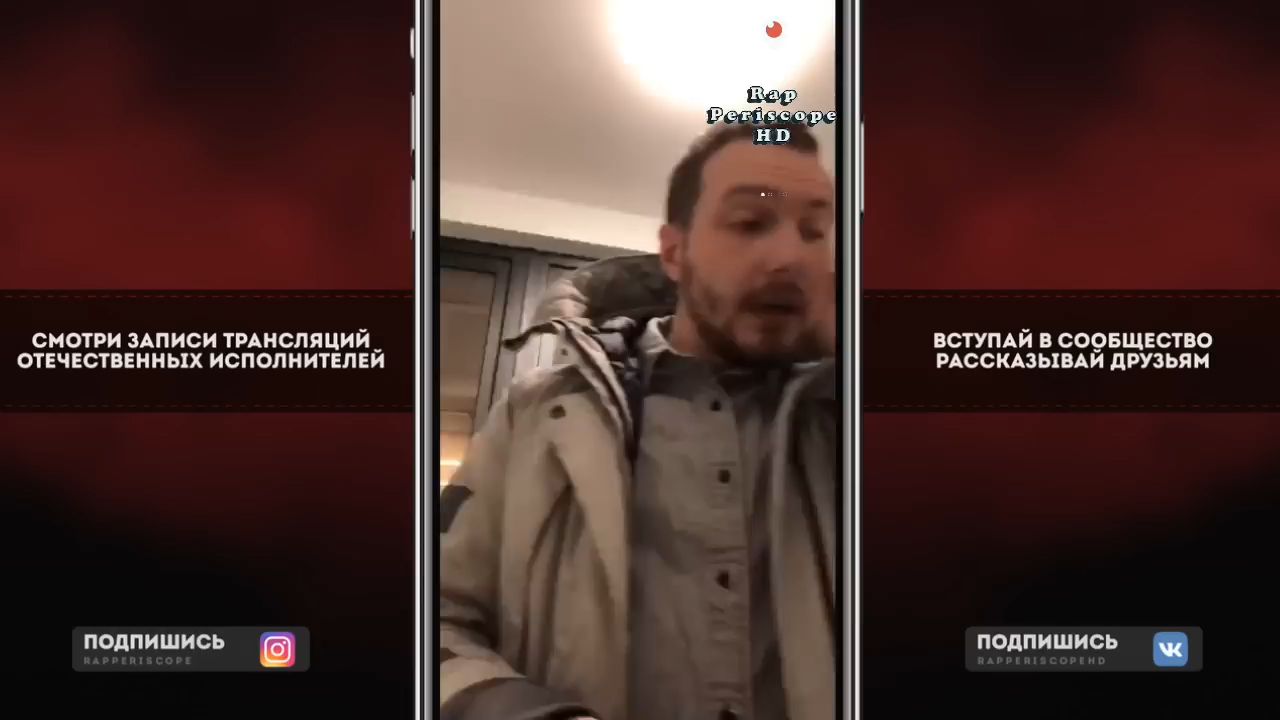 Rap
Periscope
HD
СМОТРИ ЗАПИСИ ТРАНСЛЯЦИЙ
ОТЕЧЕСТВЕННЫХ ИСПОЛНИТЕЛЕЙ
ВСТУПАЙ В СООБЩЕСТВО
РАССКАЗЫВАЙ ДРУЗЬЯМ
ПОДПИШИСЬ
RAPPERISCOPE
ПОДПИШИСЬ
RAPPERISCOPEHD